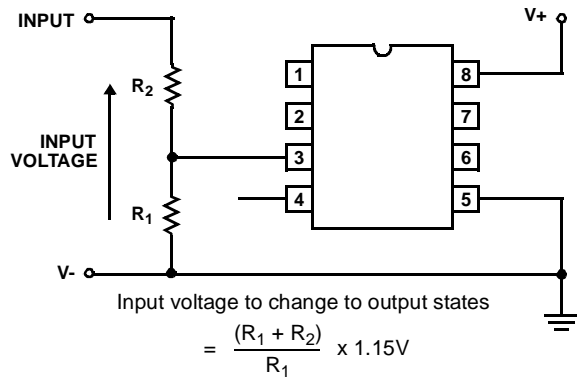 INPUT
V+
R2
INPUT
VOLTAGE
R1
V-
1
2
3
4
8
7
6
5
Input voltage to change to output states
= (R1 + R2) / R1 x 1.15V